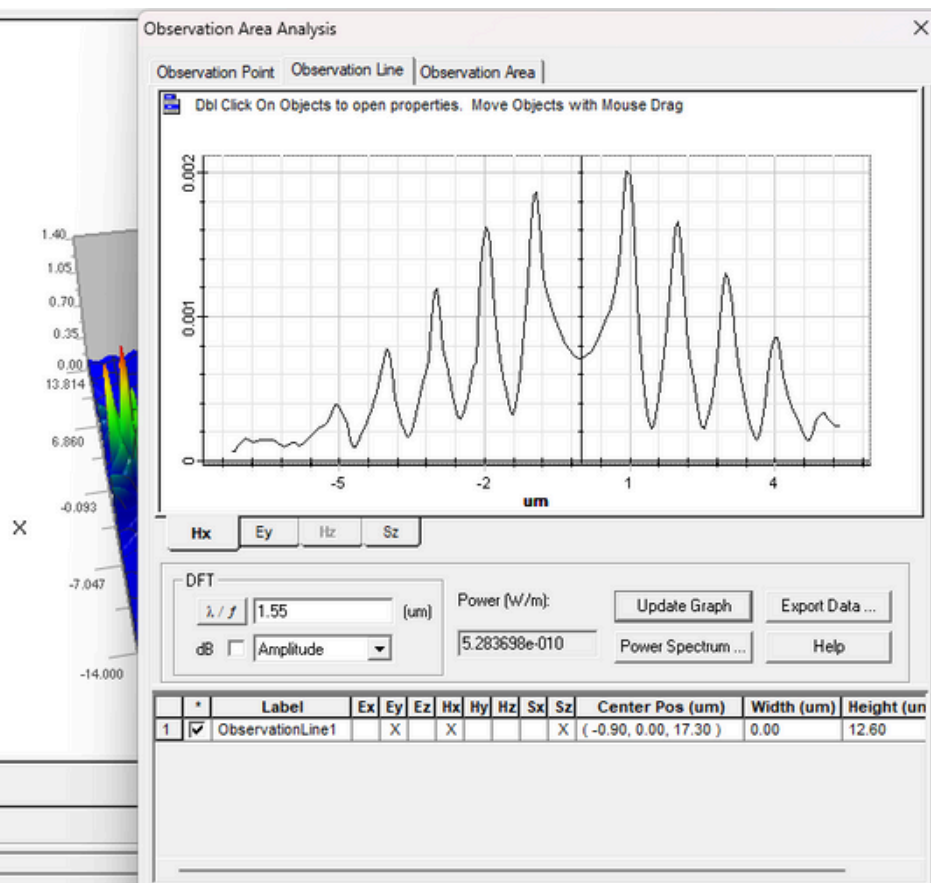 Observation Area Analysis
Observation Point Observation Line Observation Area
Dbl Click On Objects to open properties. Move Objects with Mouse Drag
0.002
0.001
0
-5 -2 1 4
um
1.40
1.05
0.70
0.35
0.00
13.814
6.860
-0.093
X
-7.047
-14.000
Hx Ey Hz Sz
DFT
λ / f 1.55 (um)
dB Amplitude
Power (W/m):
5.283698e-010
Update Graph Export Data ...
Power Spectrum ... Help
* Label Ex Ey Ez Hx Hy Hz Sx Sz Center Pos (um) Width (um) Height (un
1 ObservationLine1 X X X ( -0.90, 0.00, 17.30 ) 0.00 12.60